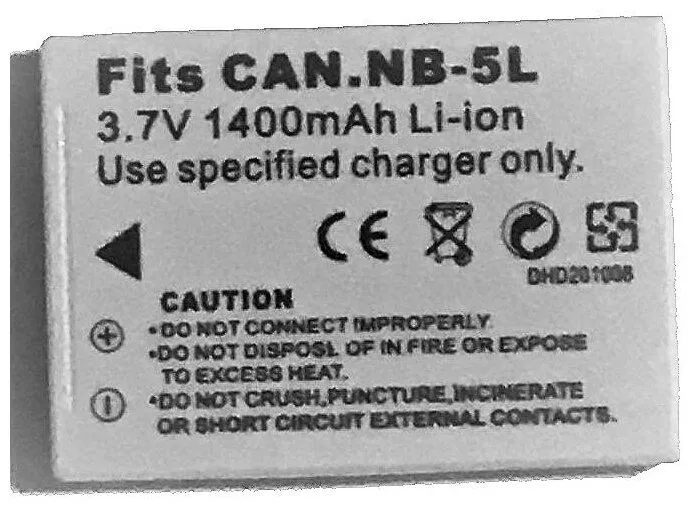 Fits CAN.NB-5L
3.7V 1400mAh Li-ion
Use specified charger only.
CE
DHD201008
CAUTION
•DO NOT CONNECT IMPROPERLY.
•DO NOT DISPOSL OF IN FIRE OR EXPOSE
TO EXCESS HEAT.
•DO NOT CRUSH,PUNCTURE,INCINERATE
OR SHORT CIRCUIT EXTERNAL CONTACTS.